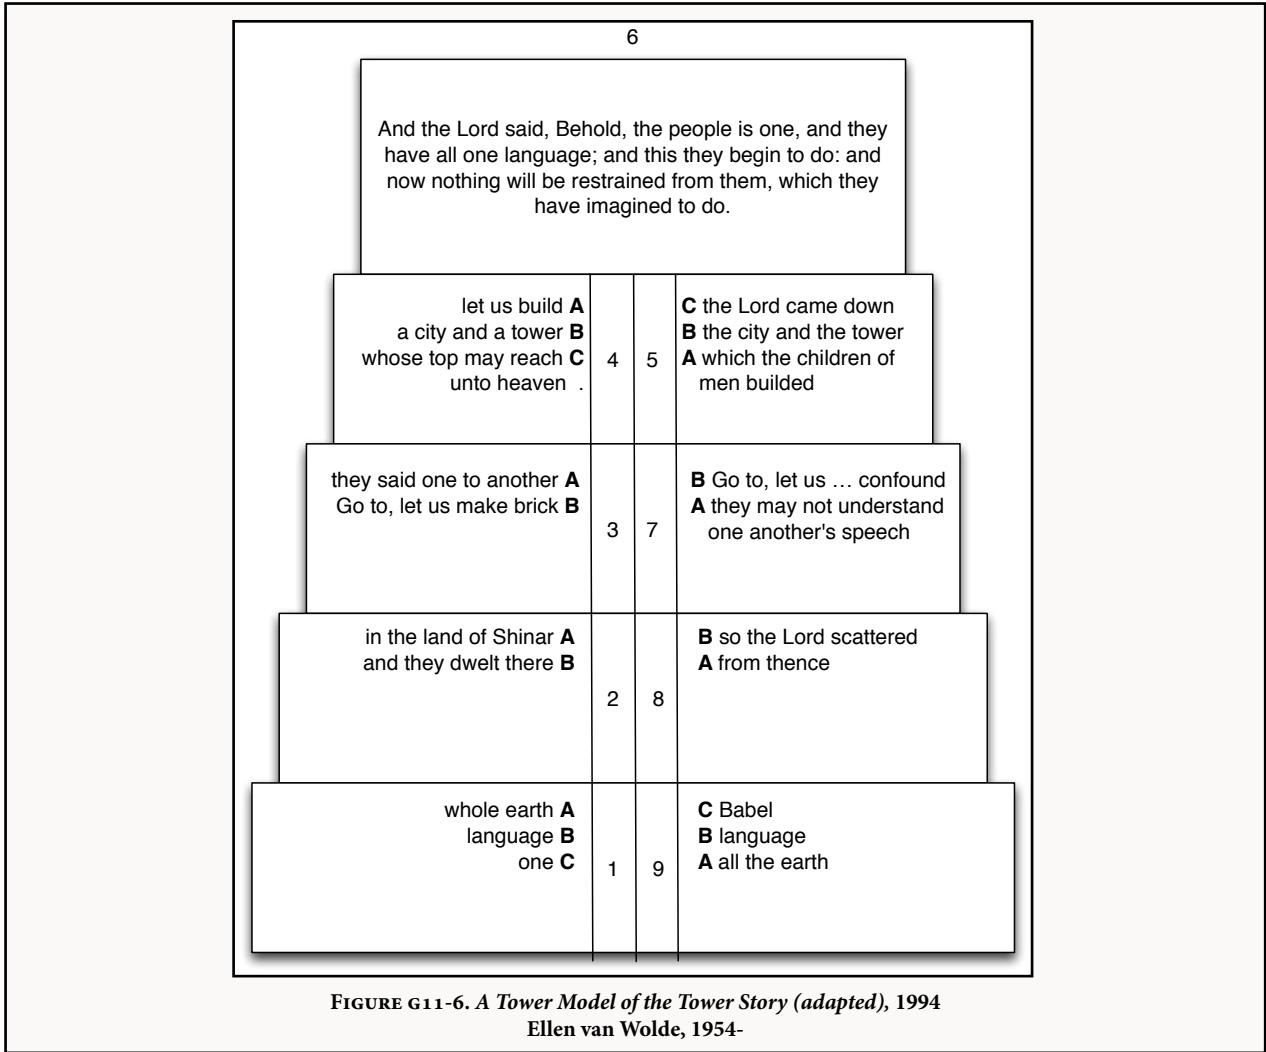 6
And the Lord said, Behold, the people is one, and they
have all one language; and this they begin to do: and
now nothing will be restrained from them, which they
have imagined to do.
let us build A
a city and a tower B
whose top may reach C
unto heaven .
4
5
C the Lord came down
B the city and the tower
A which the children of
men builded
they said one to another A
Go to, let us make brick B
3
7
B Go to, let us … confound
A they may not understand
one another's speech
in the land of Shinar A
and they dwelt there B
2
8
B so the Lord scattered
A from thence
whole earth A
language B
one C
1
9
C Babel
B language
A all the earth
FIGURE G11-6. A Tower Model of the Tower Story (adapted), 1994
Ellen van Wolde, 1954-